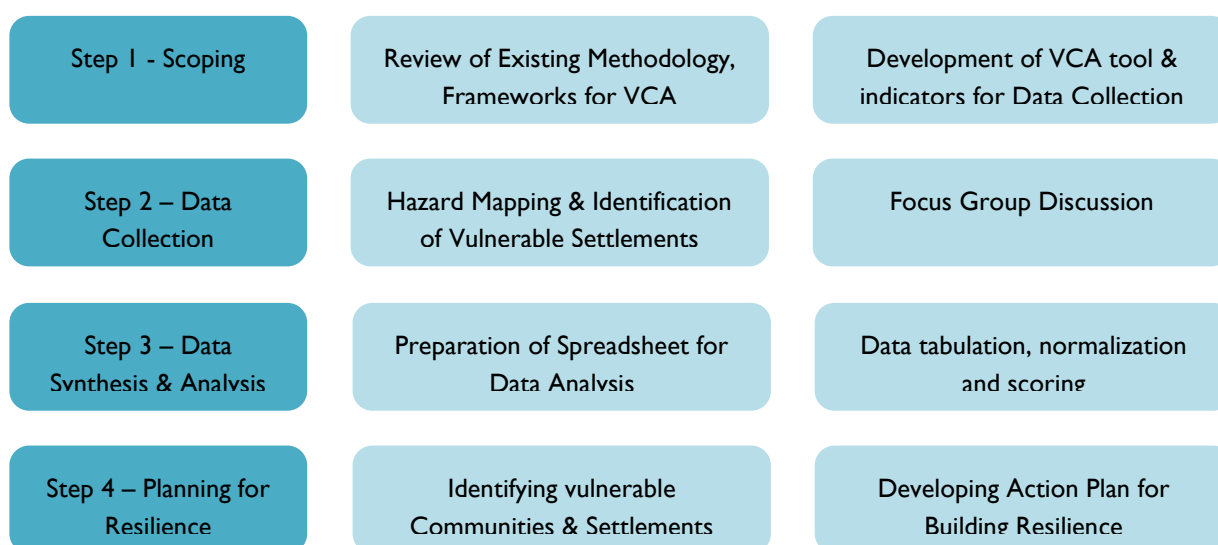 Step 1 - Scoping
Review of Existing Methodology,
Frameworks for VCA
Development of VCA tool &
indicators for Data Collection
Step 2 – Data
Collection
Hazard Mapping & Identification
of Vulnerable Settlements
Focus Group Discussion
Step 3 – Data
Synthesis & Analysis
Preparation of Spreadsheet for
Data Analysis
Data tabulation, normalization
and scoring
Step 4 – Planning for
Resilience
Identifying vulnerable
Communities & Settlements
Developing Action Plan for
Building Resilience